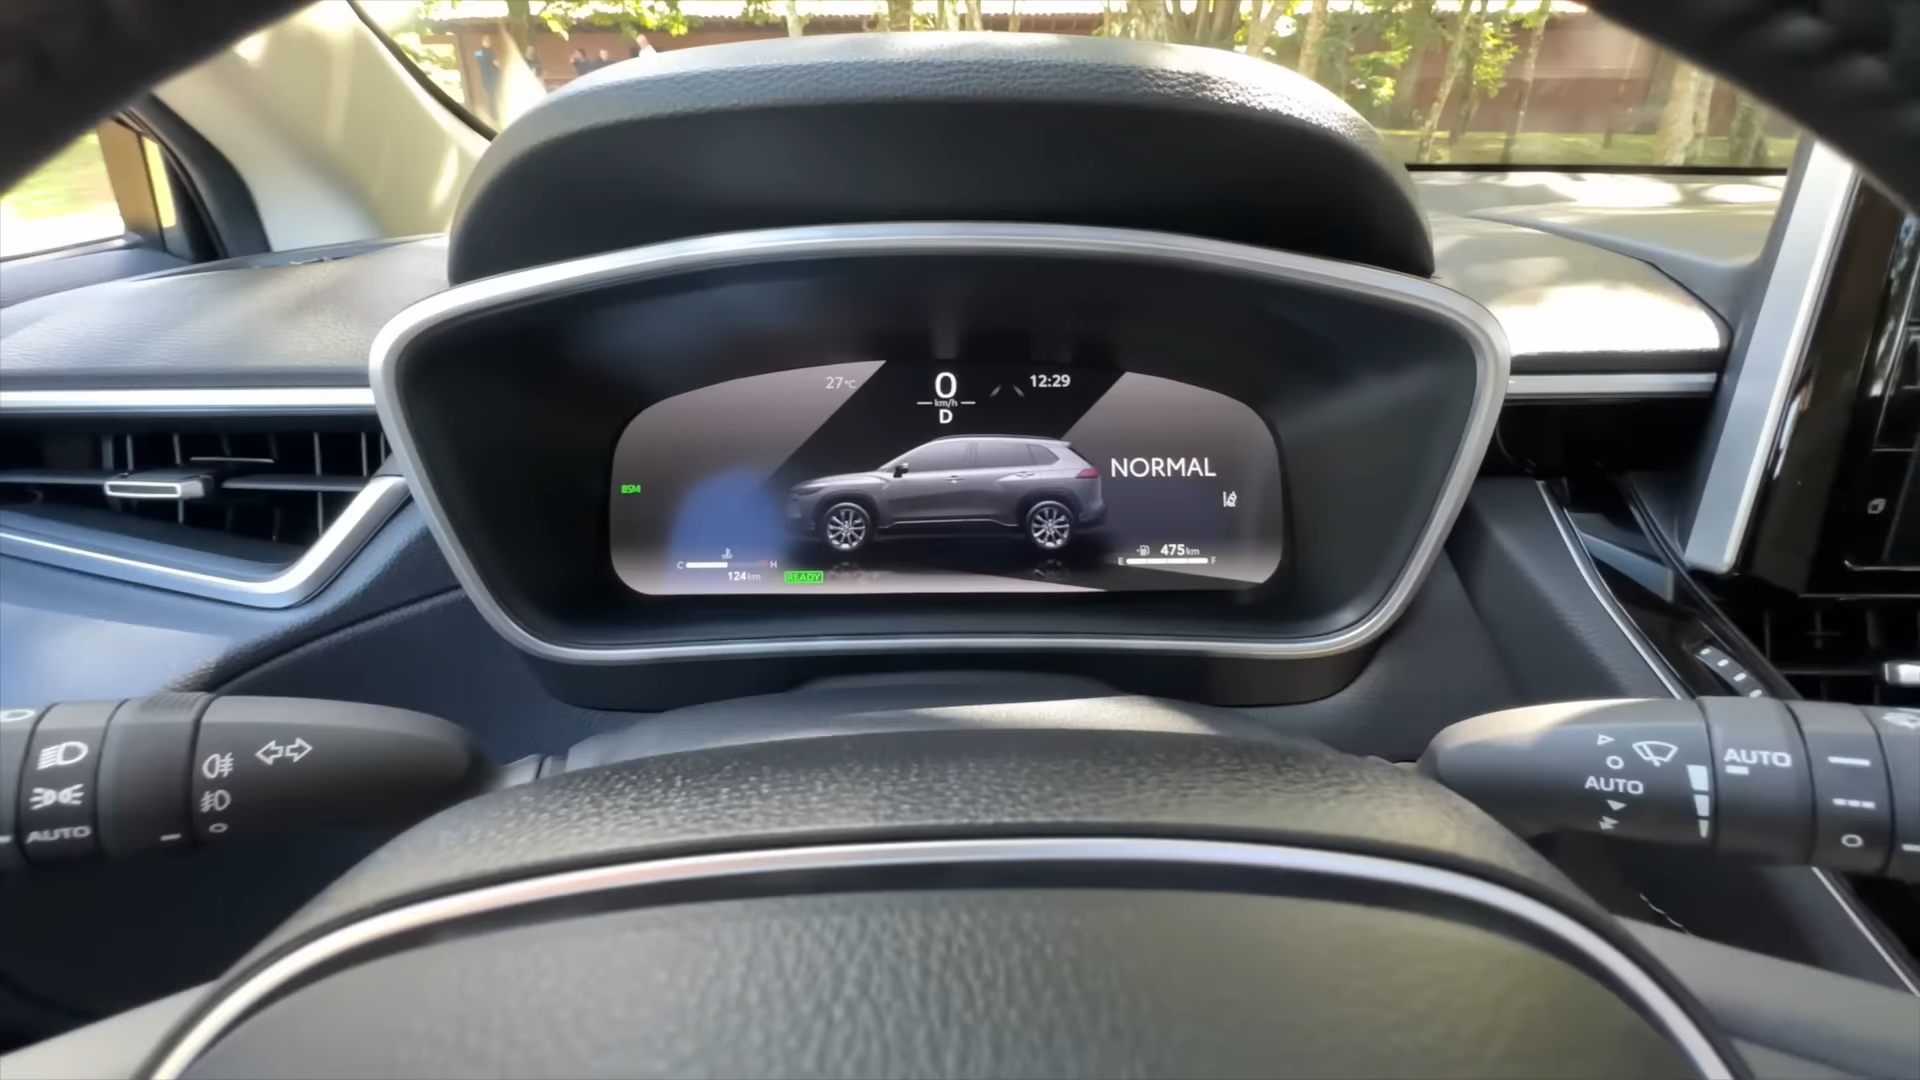 27°C
0
km/h
D
12:29
NORMAL
BSM
C
H
124km
READY
475km
E
F
AUTO
AUTO
AUTO